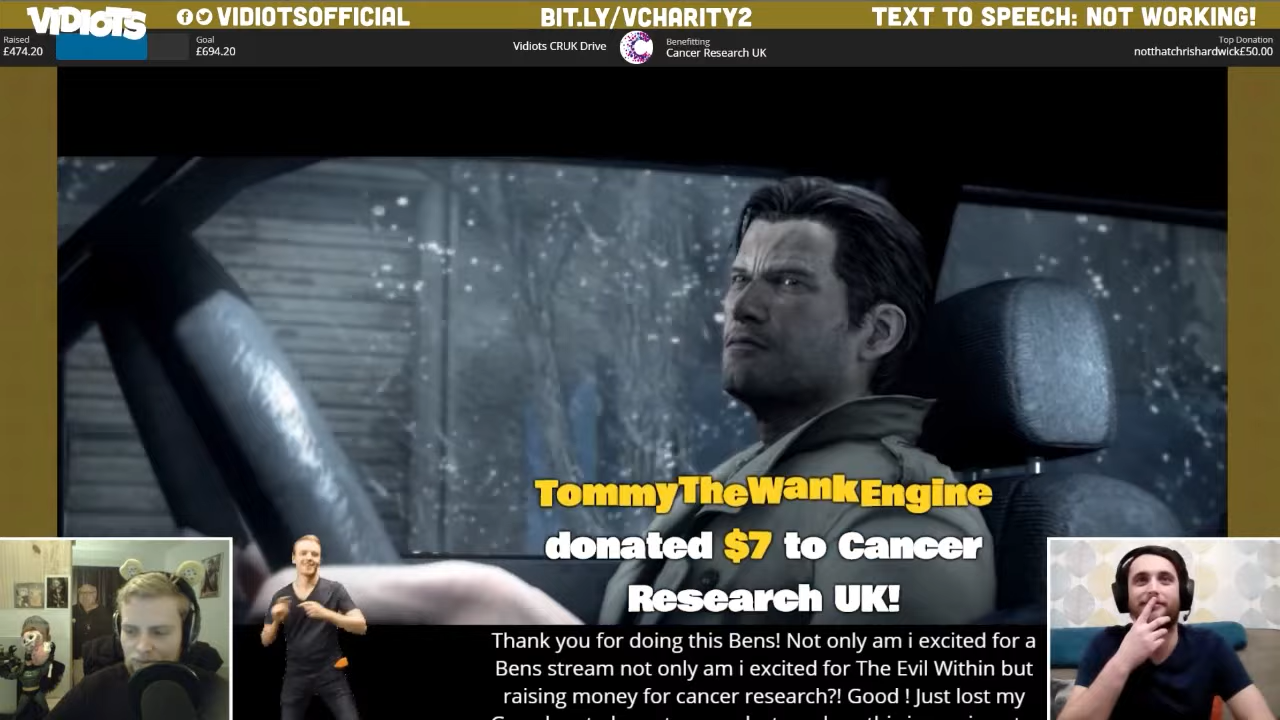 VIDIOTS
VIDIOTSOFFICIAL
BIT.LY/VCHARITY2
TEXT TO SPEECH: NOT WORKING!
Raised
£474.20
Goal
£694.20
Vidiots CRUK Drive
Benefitting
Cancer Research UK
Top Donation
notthatchrishardwick£50.00
TommyTheWankEngine
donated $7 to Cancer
Research UK!
Thank you for doing this Bens! Not only am i excited for a
Bens stream not only am i excited for The Evil Within but
raising money for cancer research?! Good ! Just lost my